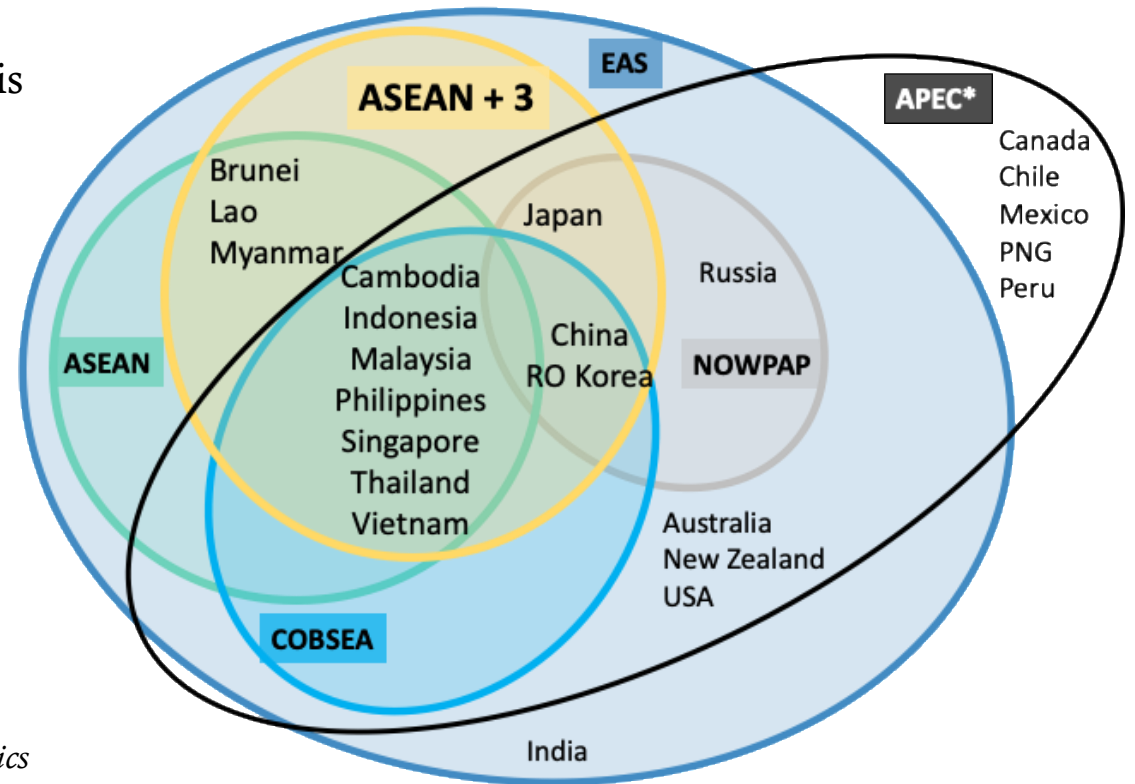 is
EAS
ASEAN + 3
APEC*
Canada
Chile
Mexico
PNG
Peru
Brunei
Lao
Myanmar
Japan
Russia
Cambodia
Indonesia
Malaysia
Philippines
Singapore
Thailand
Vietnam
China
RO Korea
ASEAN
NOWPAP
Australia
New Zealand
USA
COBSEA
India
ics